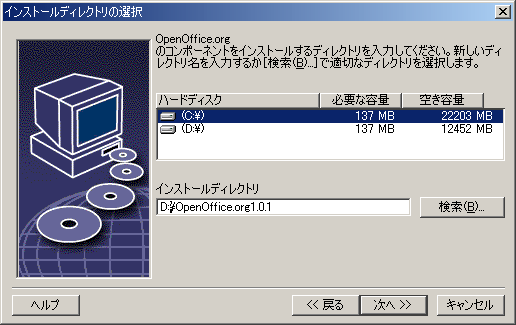 インストールディレクトリの選択
OpenOffice.org
のコンポーネントをインストールするディレクトリを入力してください。新しいディ
レクトリ名を入力するか[検索(B)...]で適切なディレクトリを選択します。
ハードディスク 必要な容量 空き容量
(C:¥) 137 MB 22203 MB
(D:¥) 137 MB 12452 MB
インストールディレクトリ
D:¥OpenOffice.org1.0.1 検索(B)...
ヘルプ << 戻る 次へ >> キャンセル